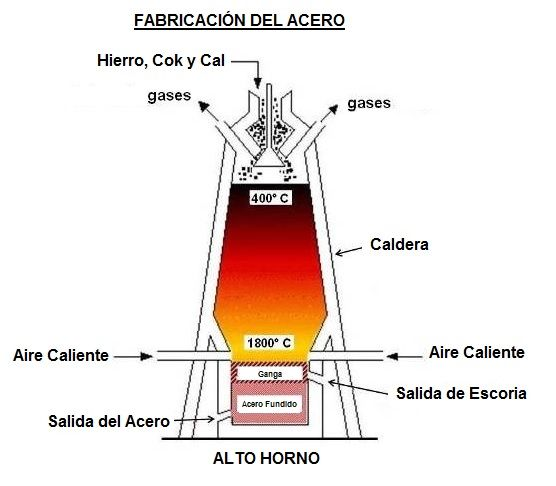 FABRICACIÓN DEL ACERO
Hierro, Cok y Cal
gases
gases
400° C
Caldera
1800° C
Aire Caliente
Aire Caliente
Ganga
Salida de Escoria
Acero Fundido
Salida del Acero
ALTO HORNO